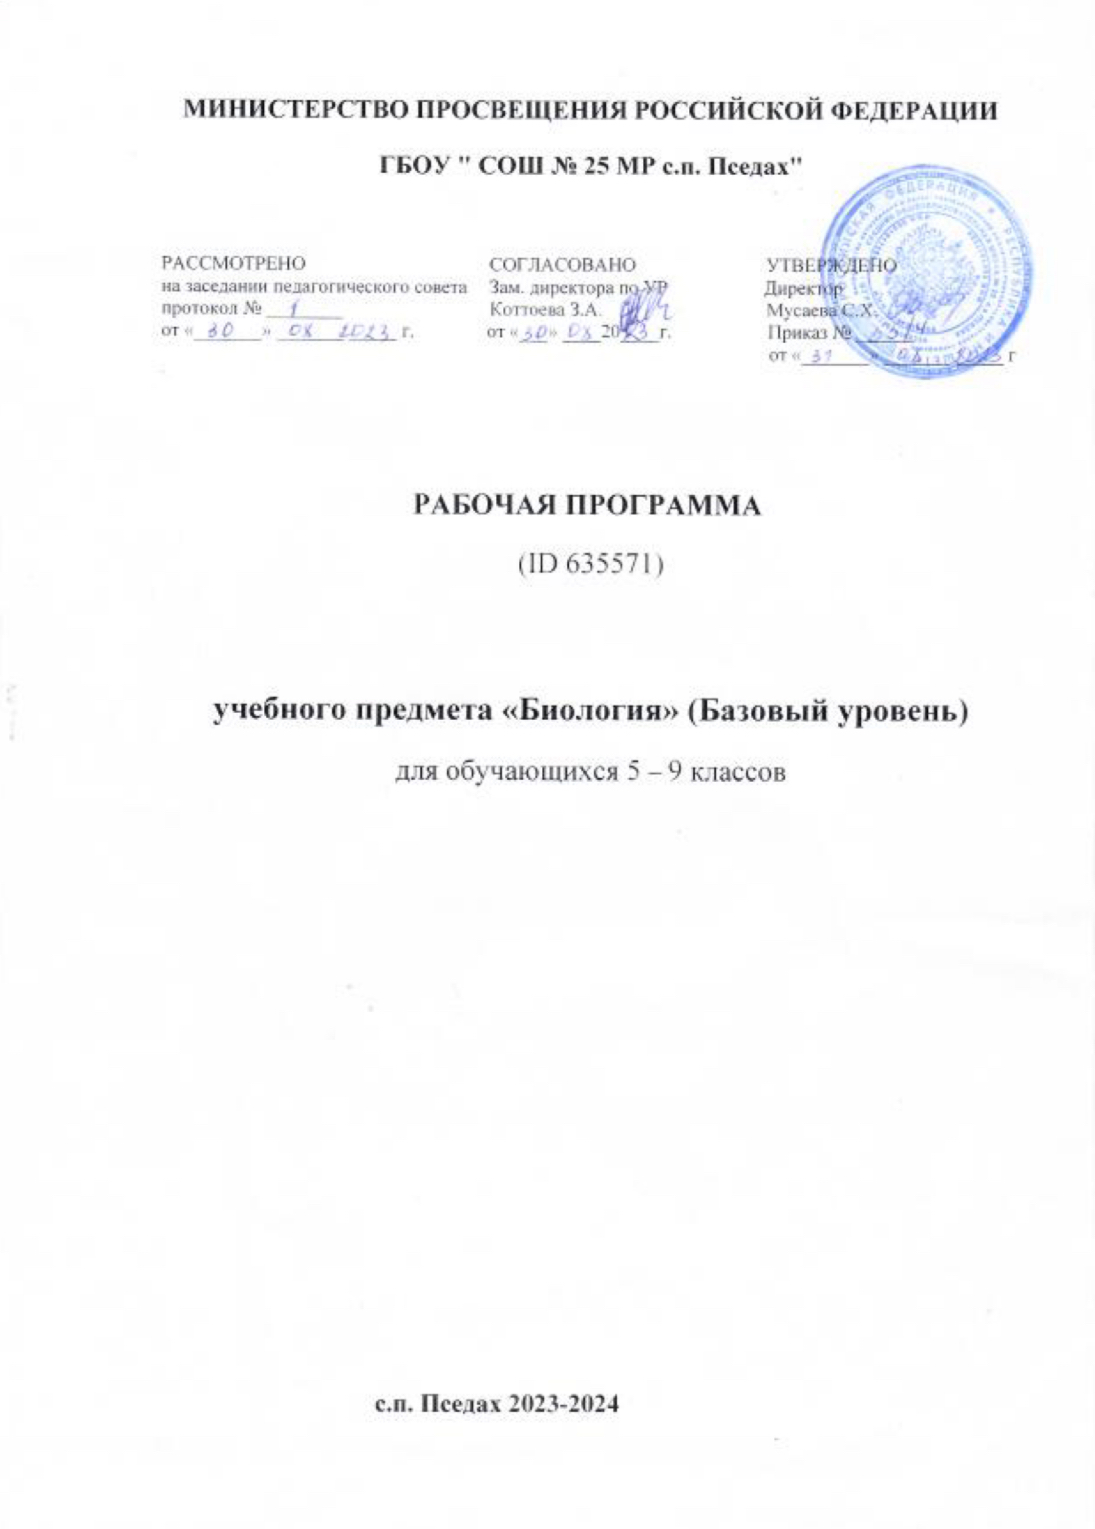 МИНИСТЕРСТВО ПРОСВЕЩЕНИЯ РОССИЙСКОЙ ФЕДЕРАЦИИ
ГБОУ " СОШ № 25 МР с.п. Пседах"
РАССМОТРЕНО
на заседании педагогического совета
протокол № 1
от « 30 » 08 2023 г.
СОГЛАСОВАНО
Зам. директора по УР
Коттоева З.А.
от «30» 08 2023 г.
УТВЕРЖДЕНО
Директор
Мусаева С.Х.
Приказ №
от « 31 » 08 2023 г
РАБОЧАЯ ПРОГРАММА
(ID 635571)
учебного предмета «Биология» (Базовый уровень)
для обучающихся 5 – 9 классов
с.п. Пседах 2023-2024